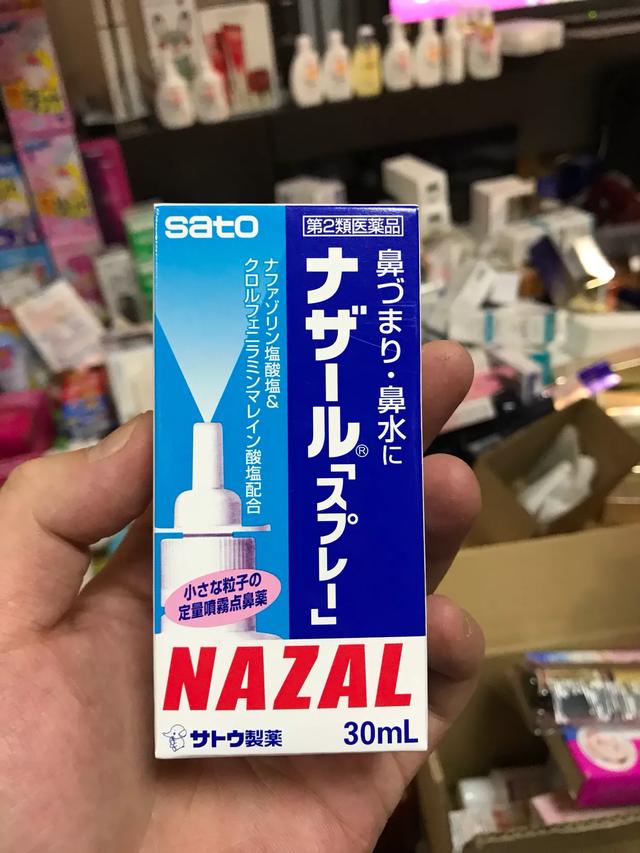 sato
第2類医薬品
鼻づまり・鼻水に
ナザール®「スプレー」
ナファゾリン塩酸塩&
クロルフェニラミンマレイン酸塩配合
小さな粒子の
定量噴霧点鼻薬
NAZAL
サトウ製薬
30mL